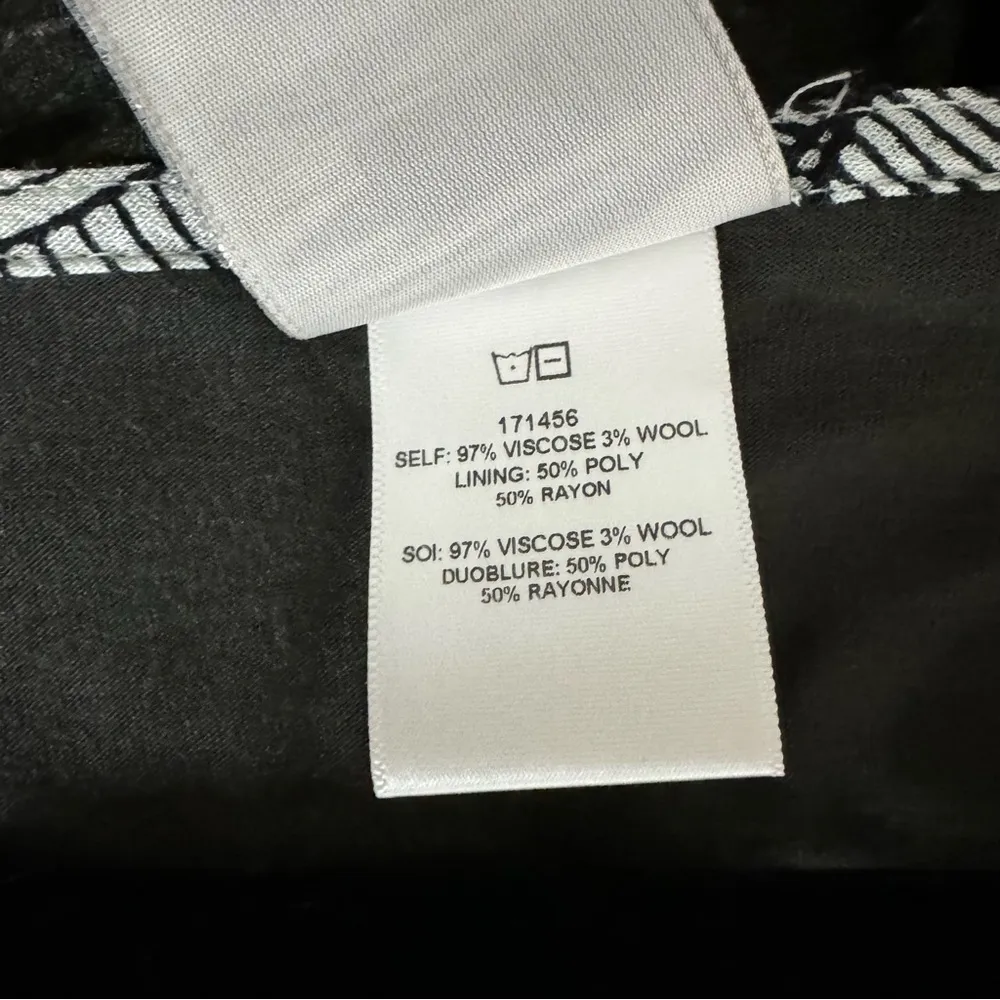 171456
SELF: 97% VISCOSE 3% WOOL
LINING: 50% POLY
50% RAYON
SOI: 97% VISCOSE 3% WOOL
DUOBLURE: 50% POLY
50% RAYONNE